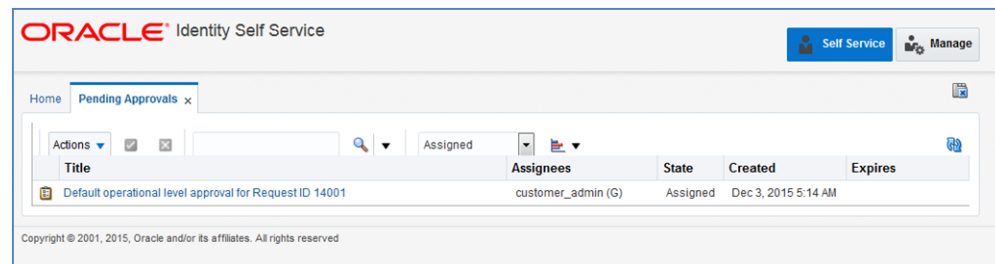 ORACLE® Identity Self Service
Self Service Manage
Home Pending Approvals x
Actions Assigned
Title Assignees State Created Expires
Default operational level approval for Request ID 14001 customer_admin (G) Assigned Dec 3, 2015 5:14 AM
Copyright © 2001, 2015, Oracle and/or its affiliates. All rights reserved